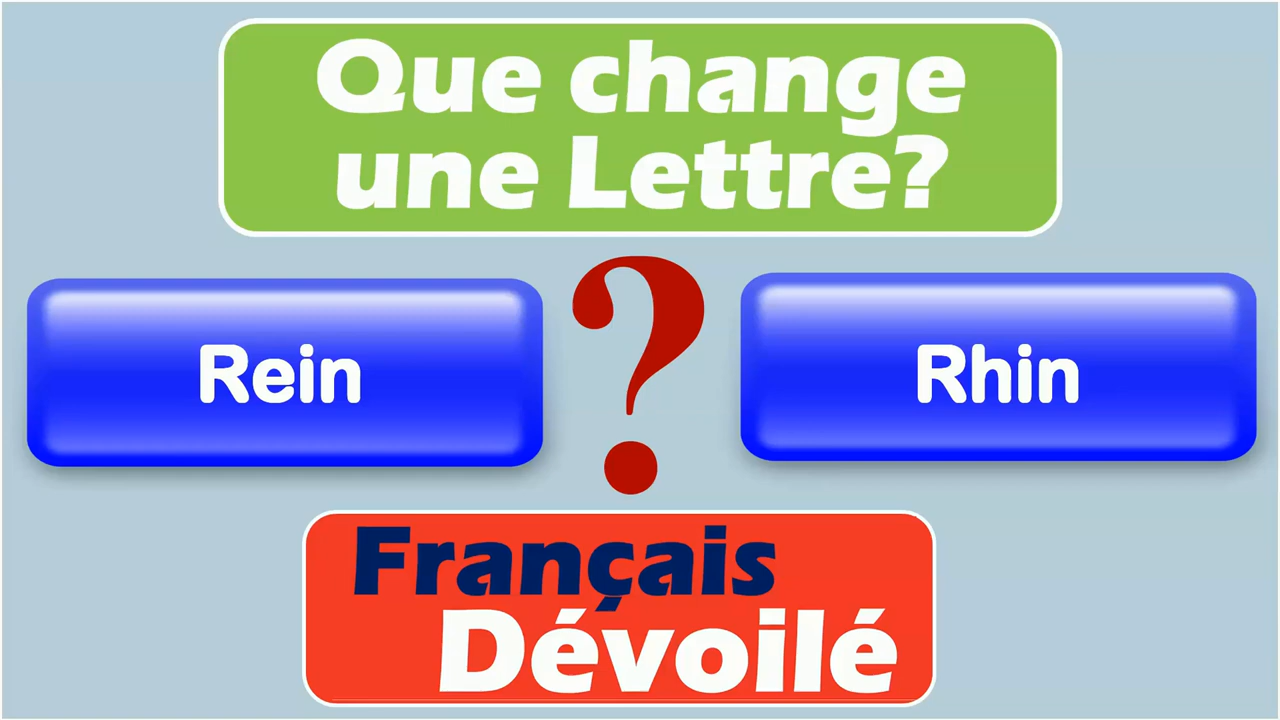 Que change
une Lettre?
Rein
?
Rhin
Français
Dévoilé